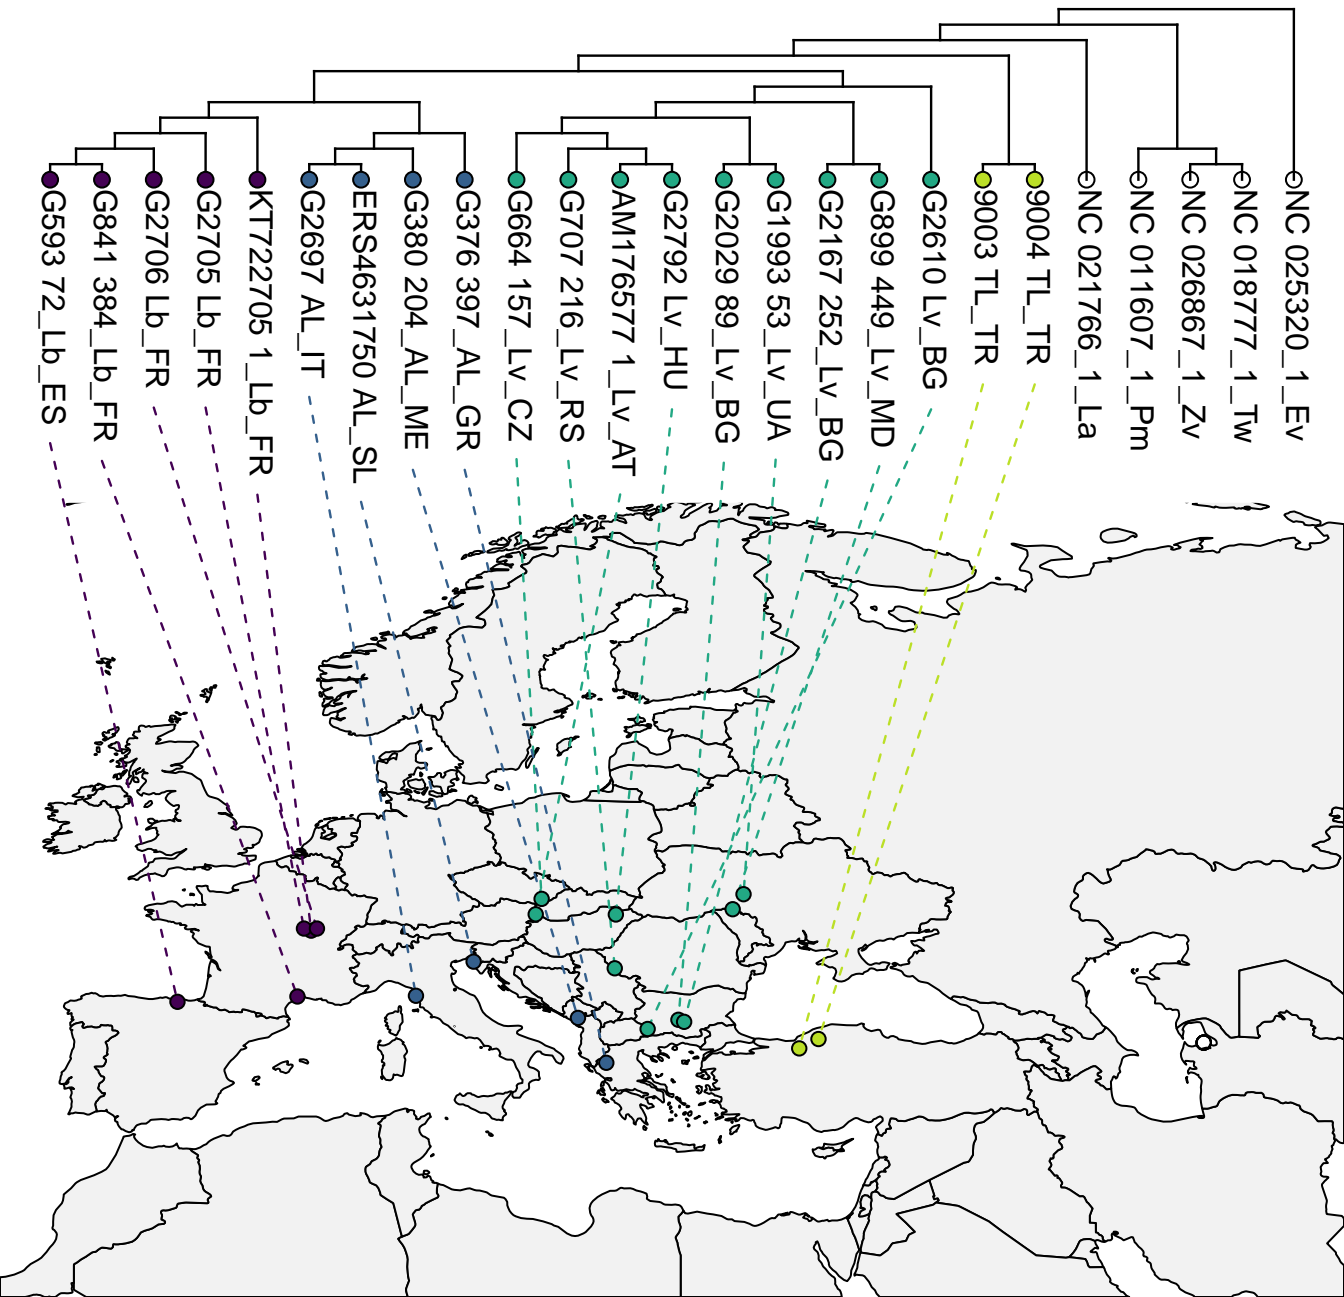 G593 72_Lb_ES
G841 384_Lb_FR
G2706 Lb_FR
G2705 Lb_FR
KT722705 1_Lb_FR
G2697 AL_IT
ERS4631750 AL_SL
G380 204_AL_ME
G376 397_AL_GR
G664 157_Lv_CZ
G707 216_Lv_RS
AM176577 1_Lv_AT
G2792 Lv_HU
G2029 89_Lv_BG
G1993 53_Lv_UA
G2167 252_Lv_BG
G899 449_Lv_MD
G2610 Lv_BG
9003 TL_TR
9004 TL_TR
NC 021766_1_La
NC 011607_1_Pm
NC 026867_1_Zv
NC 018777_1_Tw
NC 025320_1_Ev